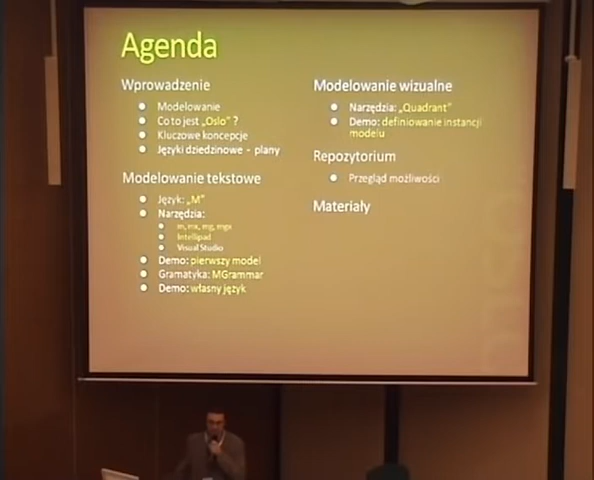 Agenda
Wprowadzenie
Modelowanie
Co to jest „Oslo” ?
Kluczowe koncepcje
Języki dziedzinowe - plany
Modelowanie tekstowe
Język: „M”
Narzędzia:
m, mx, mg, mgx
Intellipad
Visual Studio
Demo: pierwszy model
Gramatyka: MGrammar
Demo: własny język
Modelowanie wizualne
Narzędzia: „Quadrant”
Demo: definiowanie instancji
modelu
Repozytorium
Przegląd możliwości
Materiały